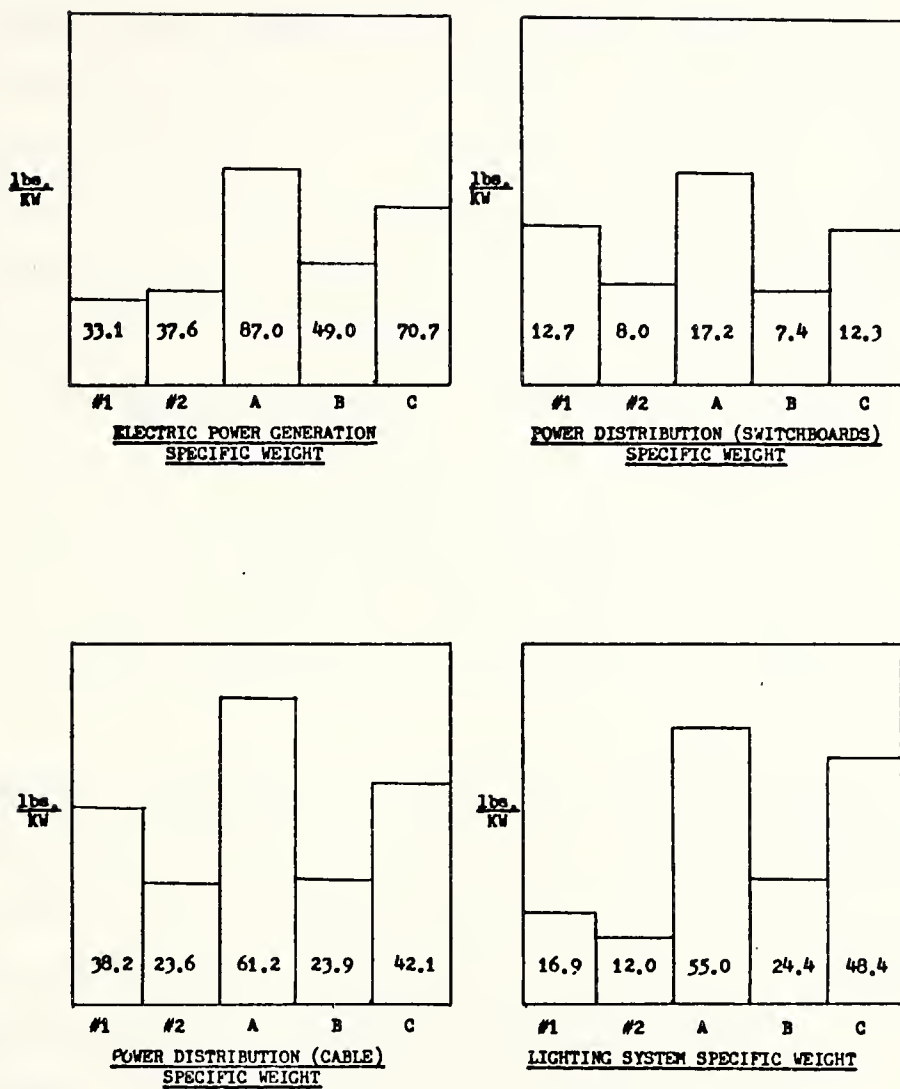 lbs.
KW
33.1 37.6 87.0 49.0 70.7
#1 #2 A B C
ELECTRIC POWER GENERATION
SPECIFIC WEIGHT
lbs.
KW
12.7 8.0 17.2 7.4 12.3
#1 #2 A B C
POWER DISTRIBUTION (SWITCHBOARDS)
SPECIFIC WEIGHT
lbs.
KW
38.2 23.6 61.2 23.9 42.1
#1 #2 A B C
POWER DISTRIBUTION (CABLE)
SPECIFIC WEIGHT
lbs.
KW
16.9 12.0 55.0 24.4 48.4
#1 #2 A B C
LIGHTING SYSTEM SPECIFIC WEIGHT